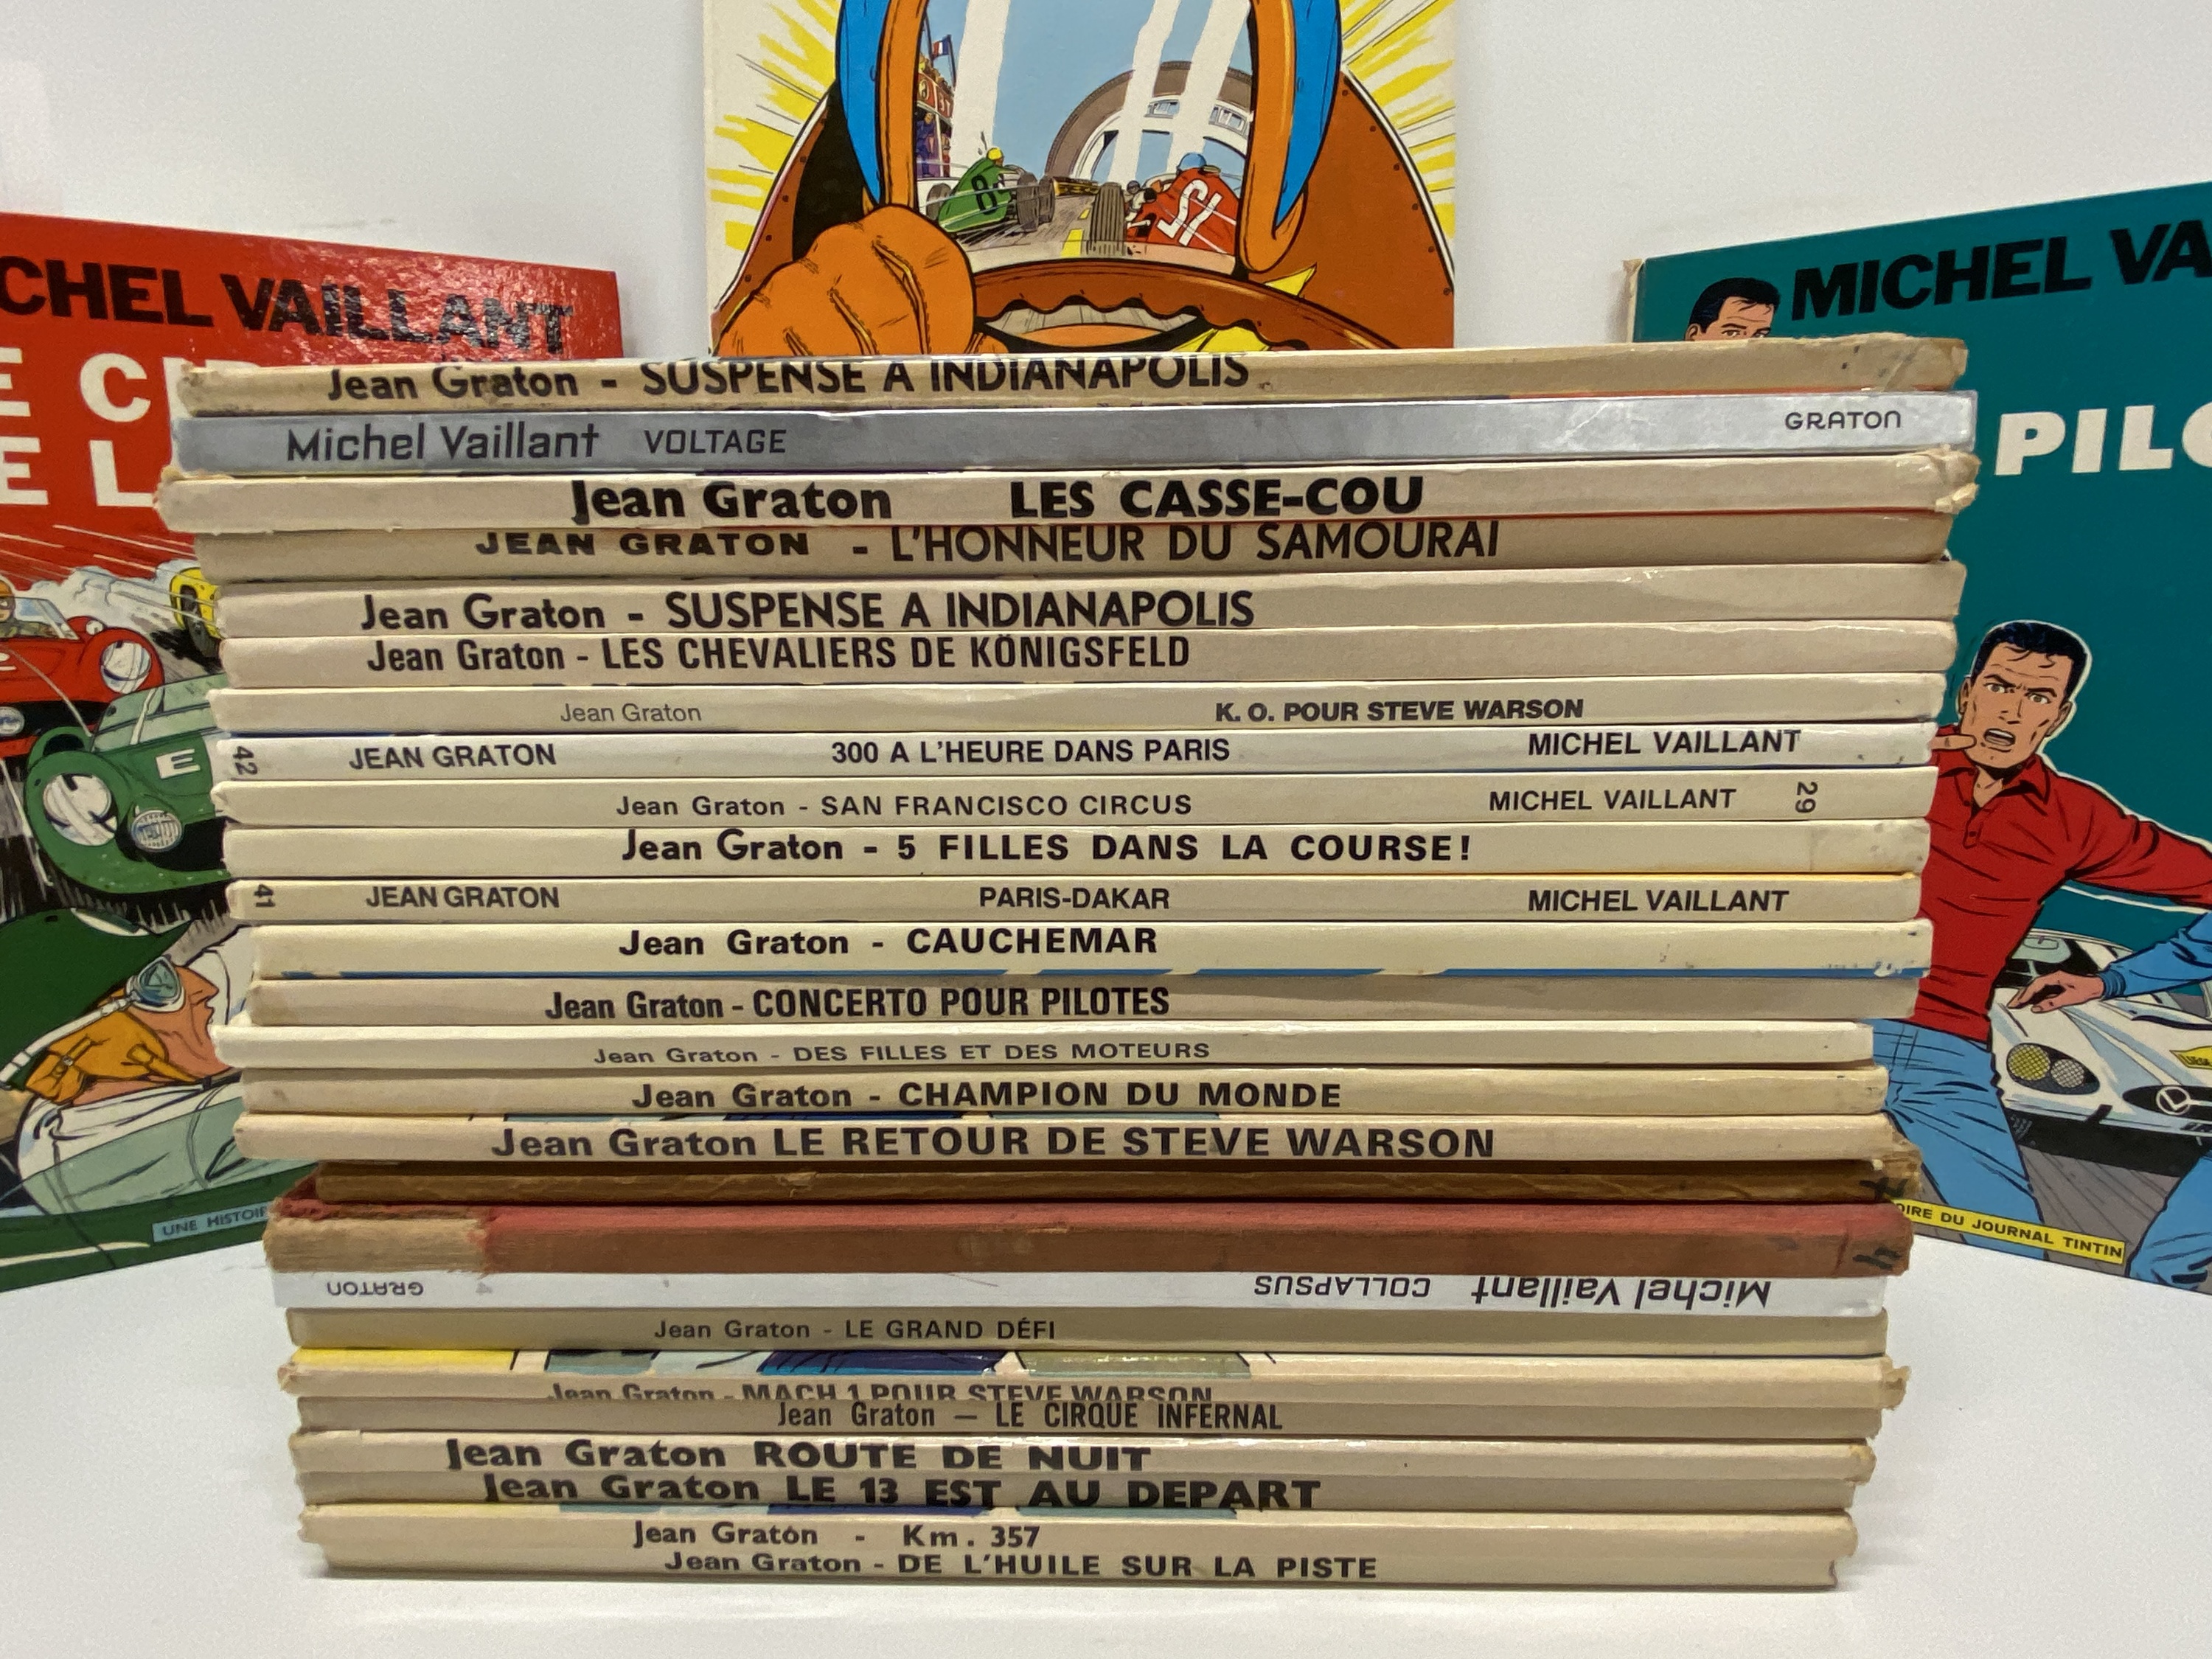 8
12
CHEL VAILLANT
E
E L
E
UNE HISTOI
MICHEL VA
PILO
OIRE DU JOURNAL TINTIN
Jean Graton - SUSPENSE A INDIANAPOLIS
Michel Vaillant VOLTAGE GRATON
Jean Graton LES CASSE-COU
JEAN GRATON - L'HONNEUR DU SAMOURAI
Jean Graton - SUSPENSE A INDIANAPOLIS
Jean Graton - LES CHEVALIERS DE KÖNIGSFELD
Jean Graton K. O. POUR STEVE WARSON
42 JEAN GRATON 300 A L'HEURE DANS PARIS MICHEL VAILLANT
Jean Graton - SAN FRANCISCO CIRCUS MICHEL VAILLANT 29
Jean Graton - 5 FILLES DANS LA COURSE!
41 JEAN GRATON PARIS-DAKAR MICHEL VAILLANT
Jean Graton - CAUCHEMAR
Jean Graton - CONCERTO POUR PILOTES
Jean Graton - DES FILLES ET DES MOTEURS
Jean Graton - CHAMPION DU MONDE
Jean Graton LE RETOUR DE STEVE WARSON
Michel Vaillant COLLAPSUS GRATON
Jean Graton - LE GRAND DÉFI
Jean Graton - MACH 1 POUR STEVE WARSON
Jean Graton — LE CIRQUE INFERNAL
Jean Graton ROUTE DE NUIT
Jean Graton LE 13 EST AU DEPART
Jean Graton - Km. 357
Jean Graton - DE L'HUILE SUR LA PISTE